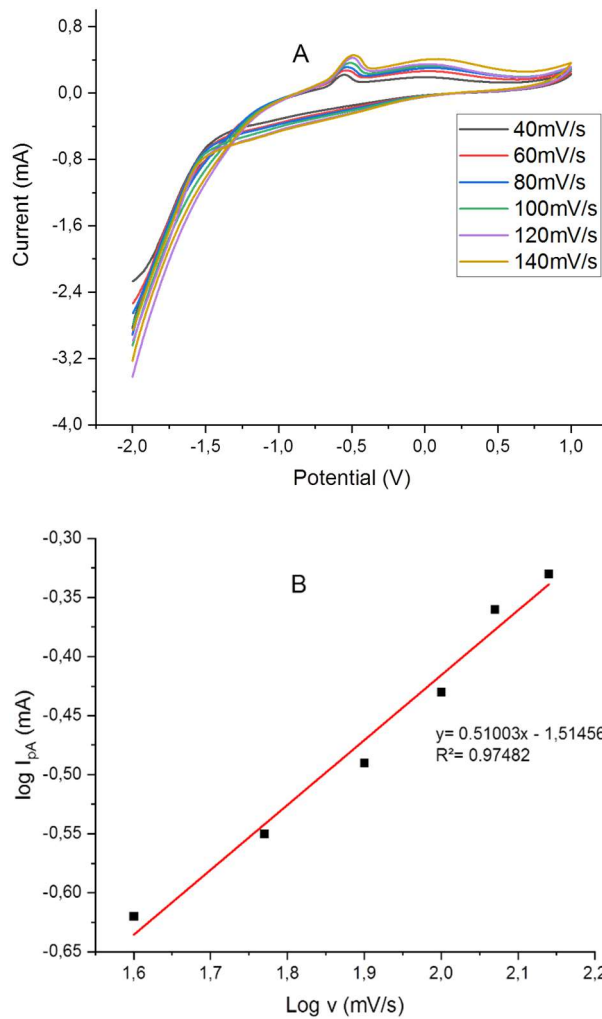 0,8
A
0,0
-0,8
-1,6
-2,4
-3,2
-4,0
Current (mA)
40mV/s
60mV/s
80mV/s
100mV/s
120mV/s
140mV/s
-2,0 -1,5 -1,0 -0,5 0,0 0,5 1,0
Potential (V)
-0,30
B
-0,35
-0,40
-0,45
-0,50
-0,55
-0,60
-0,65
log IpA (mA)
y= 0.51003x - 1,51456
R²= 0.97482
1,6 1,7 1,8 1,9 2,0 2,1 2,2
Log v (mV/s)